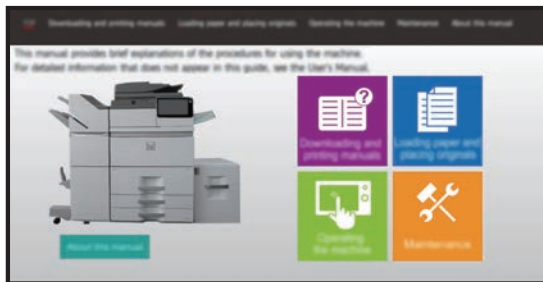 TOP Downloading and printing manuals Loading paper and placing originals Operating the machine Maintenance About this manual
This manual provides brief explanations of the procedures for using the machine.
For detailed information that does not appear in this guide, see the User's Manual.
Downloading and
printing manuals
Loading paper and
placing originals
About this manual
Operating
the machine
Maintenance